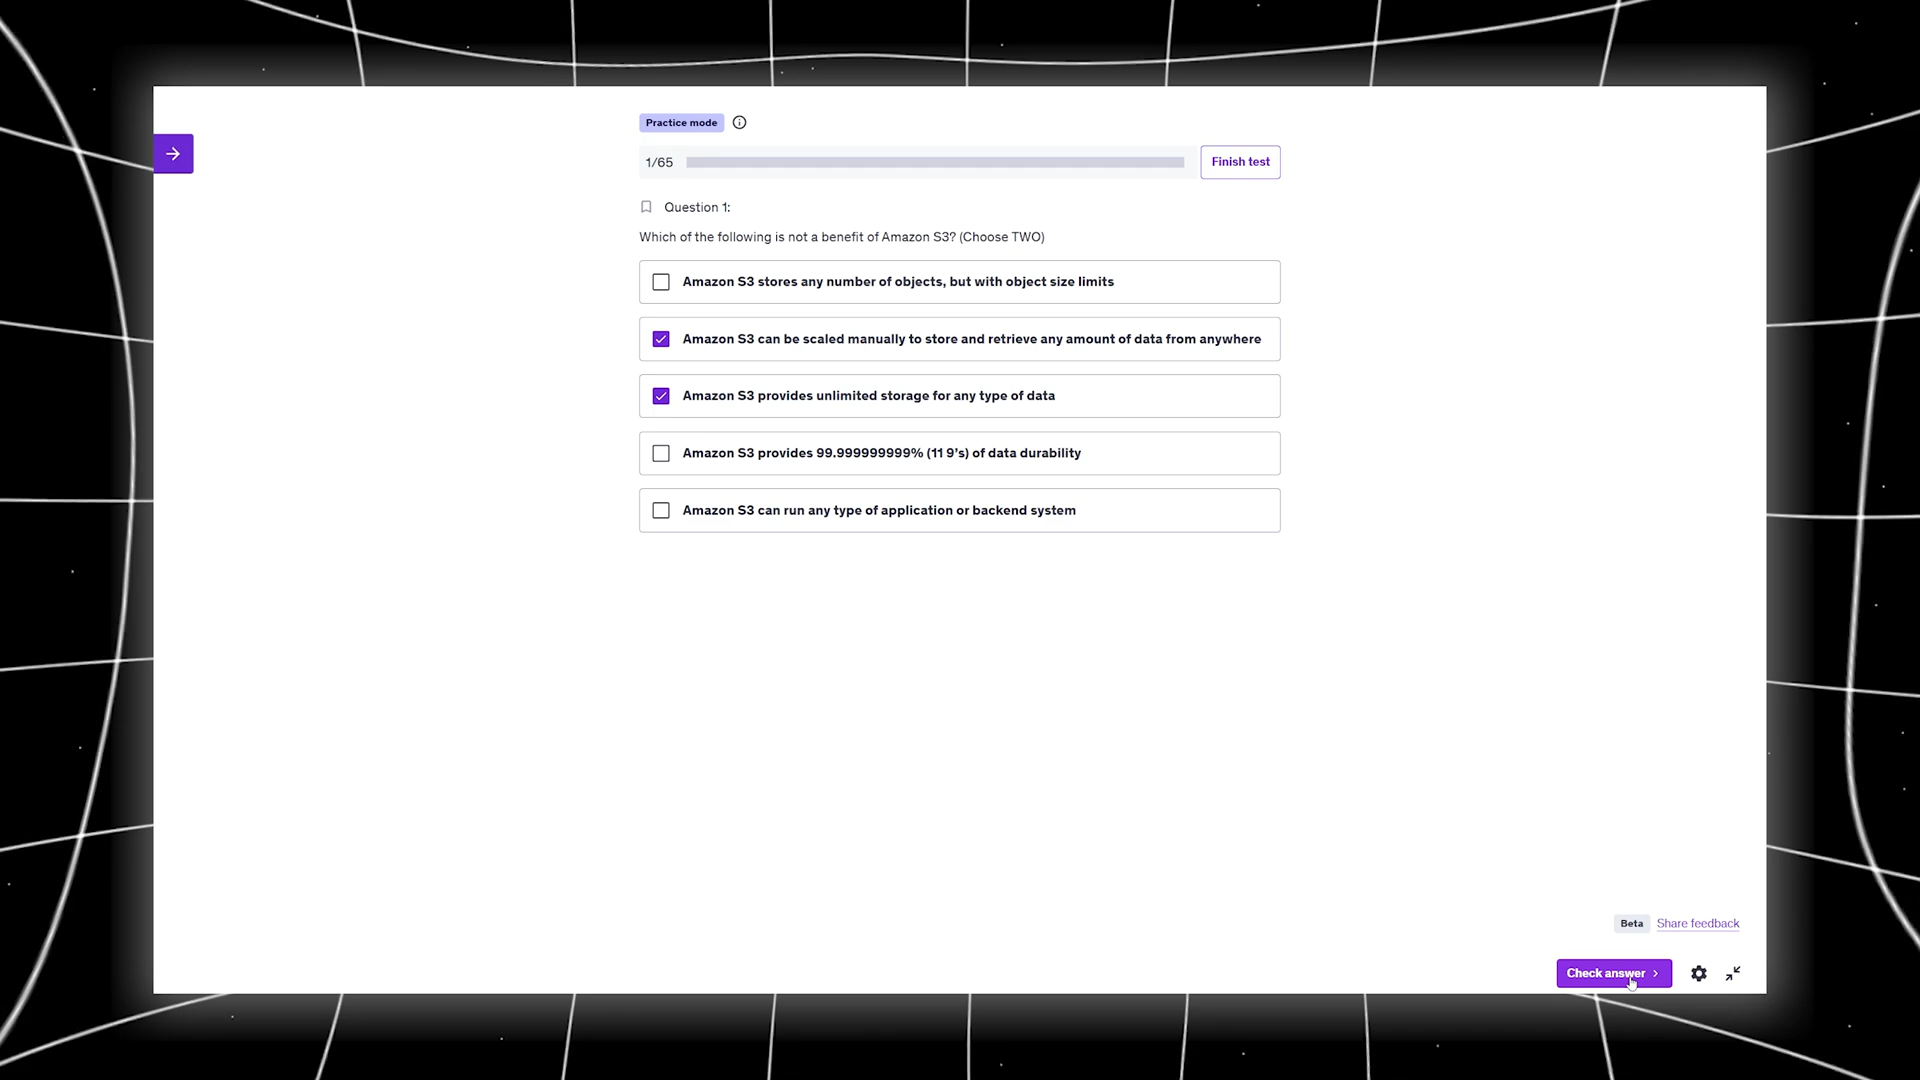 Practice mode
1/65
Finish test
Question 1:
Which of the following is not a benefit of Amazon S3? (Choose TWO)
Amazon S3 stores any number of objects, but with object size limits
Amazon S3 can be scaled manually to store and retrieve any amount of data from anywhere
Amazon S3 provides unlimited storage for any type of data
Amazon S3 provides 99.999999999% (11 9's) of data durability
Amazon S3 can run any type of application or backend system
Beta Share feedback
Check answer